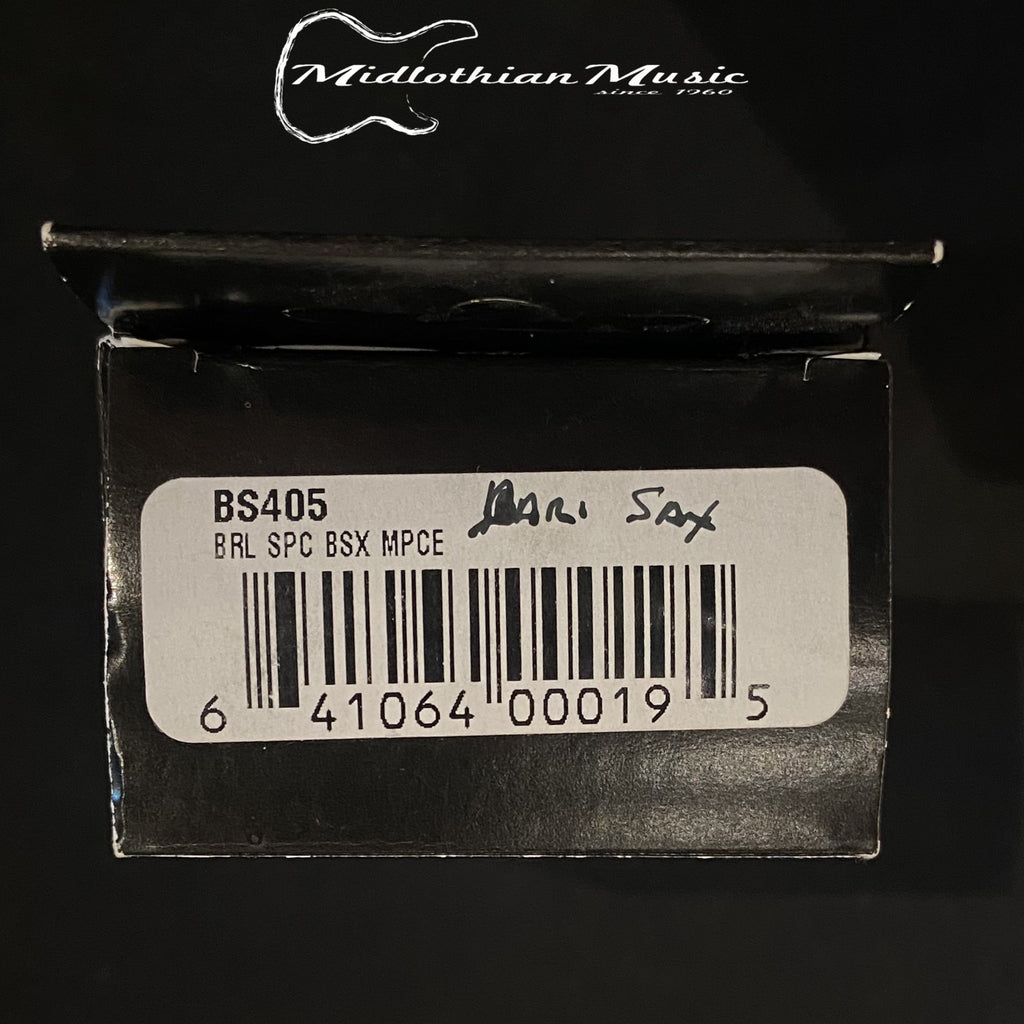 Midlothian Music
since 1960
BS405 BARI SAX
BRL SPC BSX MPCE
6 41064 00019 5